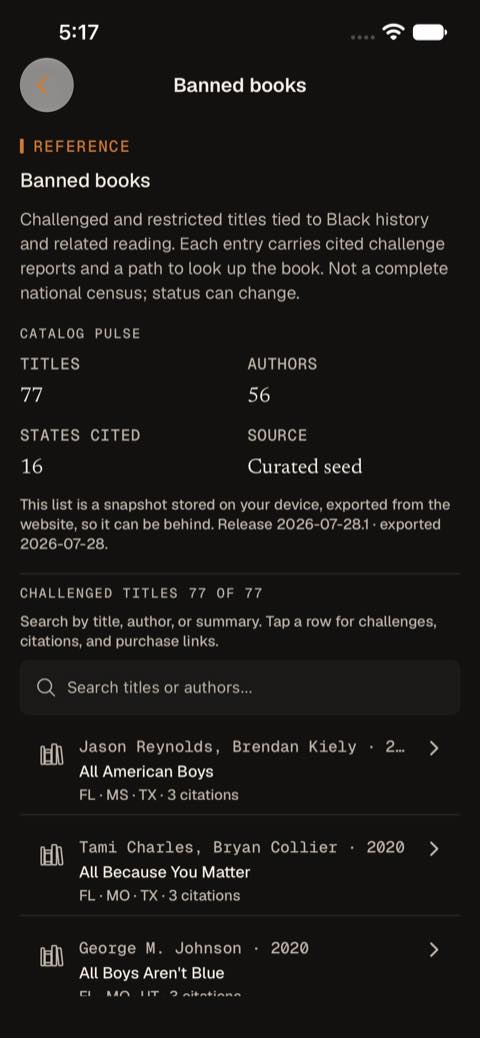 5:17
Banned books
REFERENCE
Banned books
Challenged and restricted titles tied to Black history
and related reading. Each entry carries cited challenge
reports and a path to look up the book. Not a complete
national census; status can change.
CATALOG PULSE
TITLES
77
AUTHORS
56
STATES CITED
16
SOURCE
Curated seed
This list is a snapshot stored on your device, exported from the
website, so it can be behind. Release 2026-07-28.1 · exported
2026-07-28.
CHALLENGED TITLES 77 OF 77
Search by title, author, or summary. Tap a row for challenges,
citations, and purchase links.
Search titles or authors...
Jason Reynolds, Brendan Kiely · 2…
All American Boys
FL · MS · TX · 3 citations
Tami Charles, Bryan Collier · 2020
All Because You Matter
FL · MO · TX · 3 citations
George M. Johnson · 2020
All Boys Aren't Blue
FL · MO · UT · 3 citations